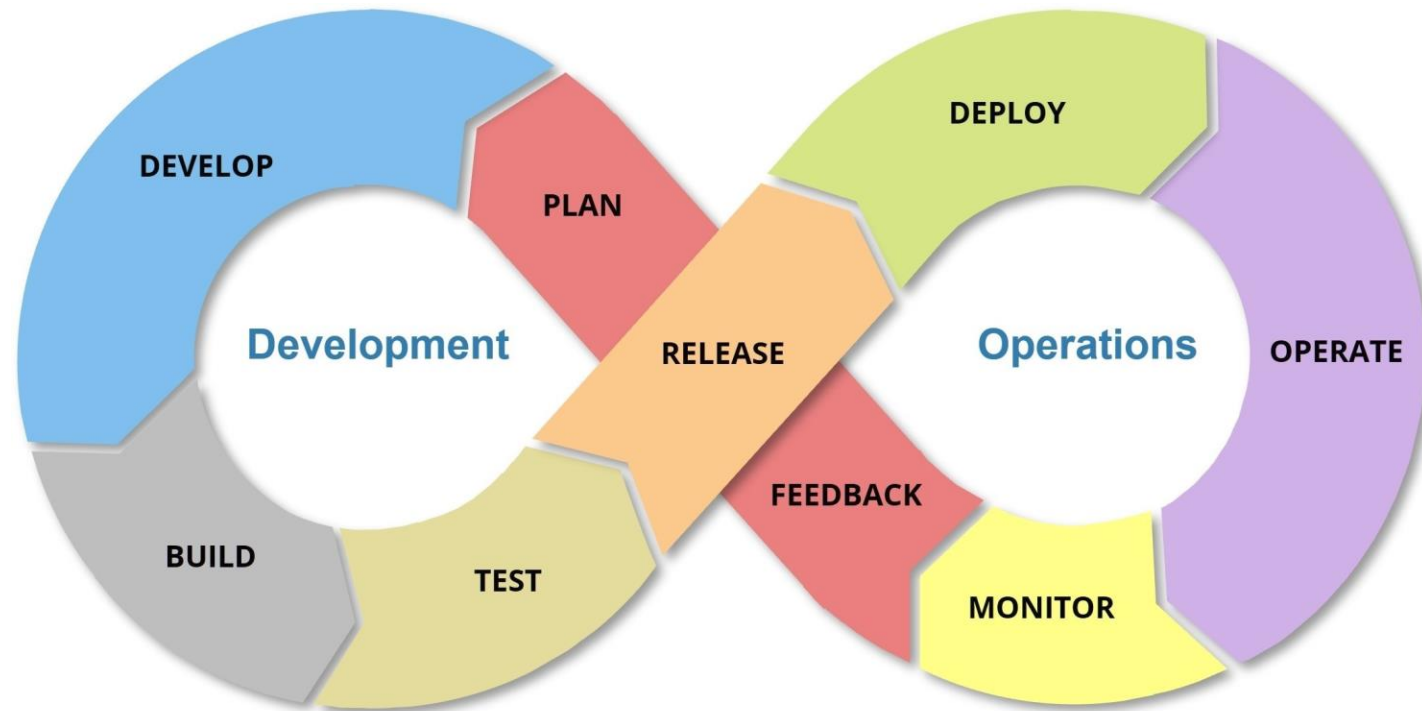 DEPLOY
DEVELOP
PLAN
Development
RELEASE
Operations
OPERATE
FEEDBACK
BUILD
TEST
MONITOR